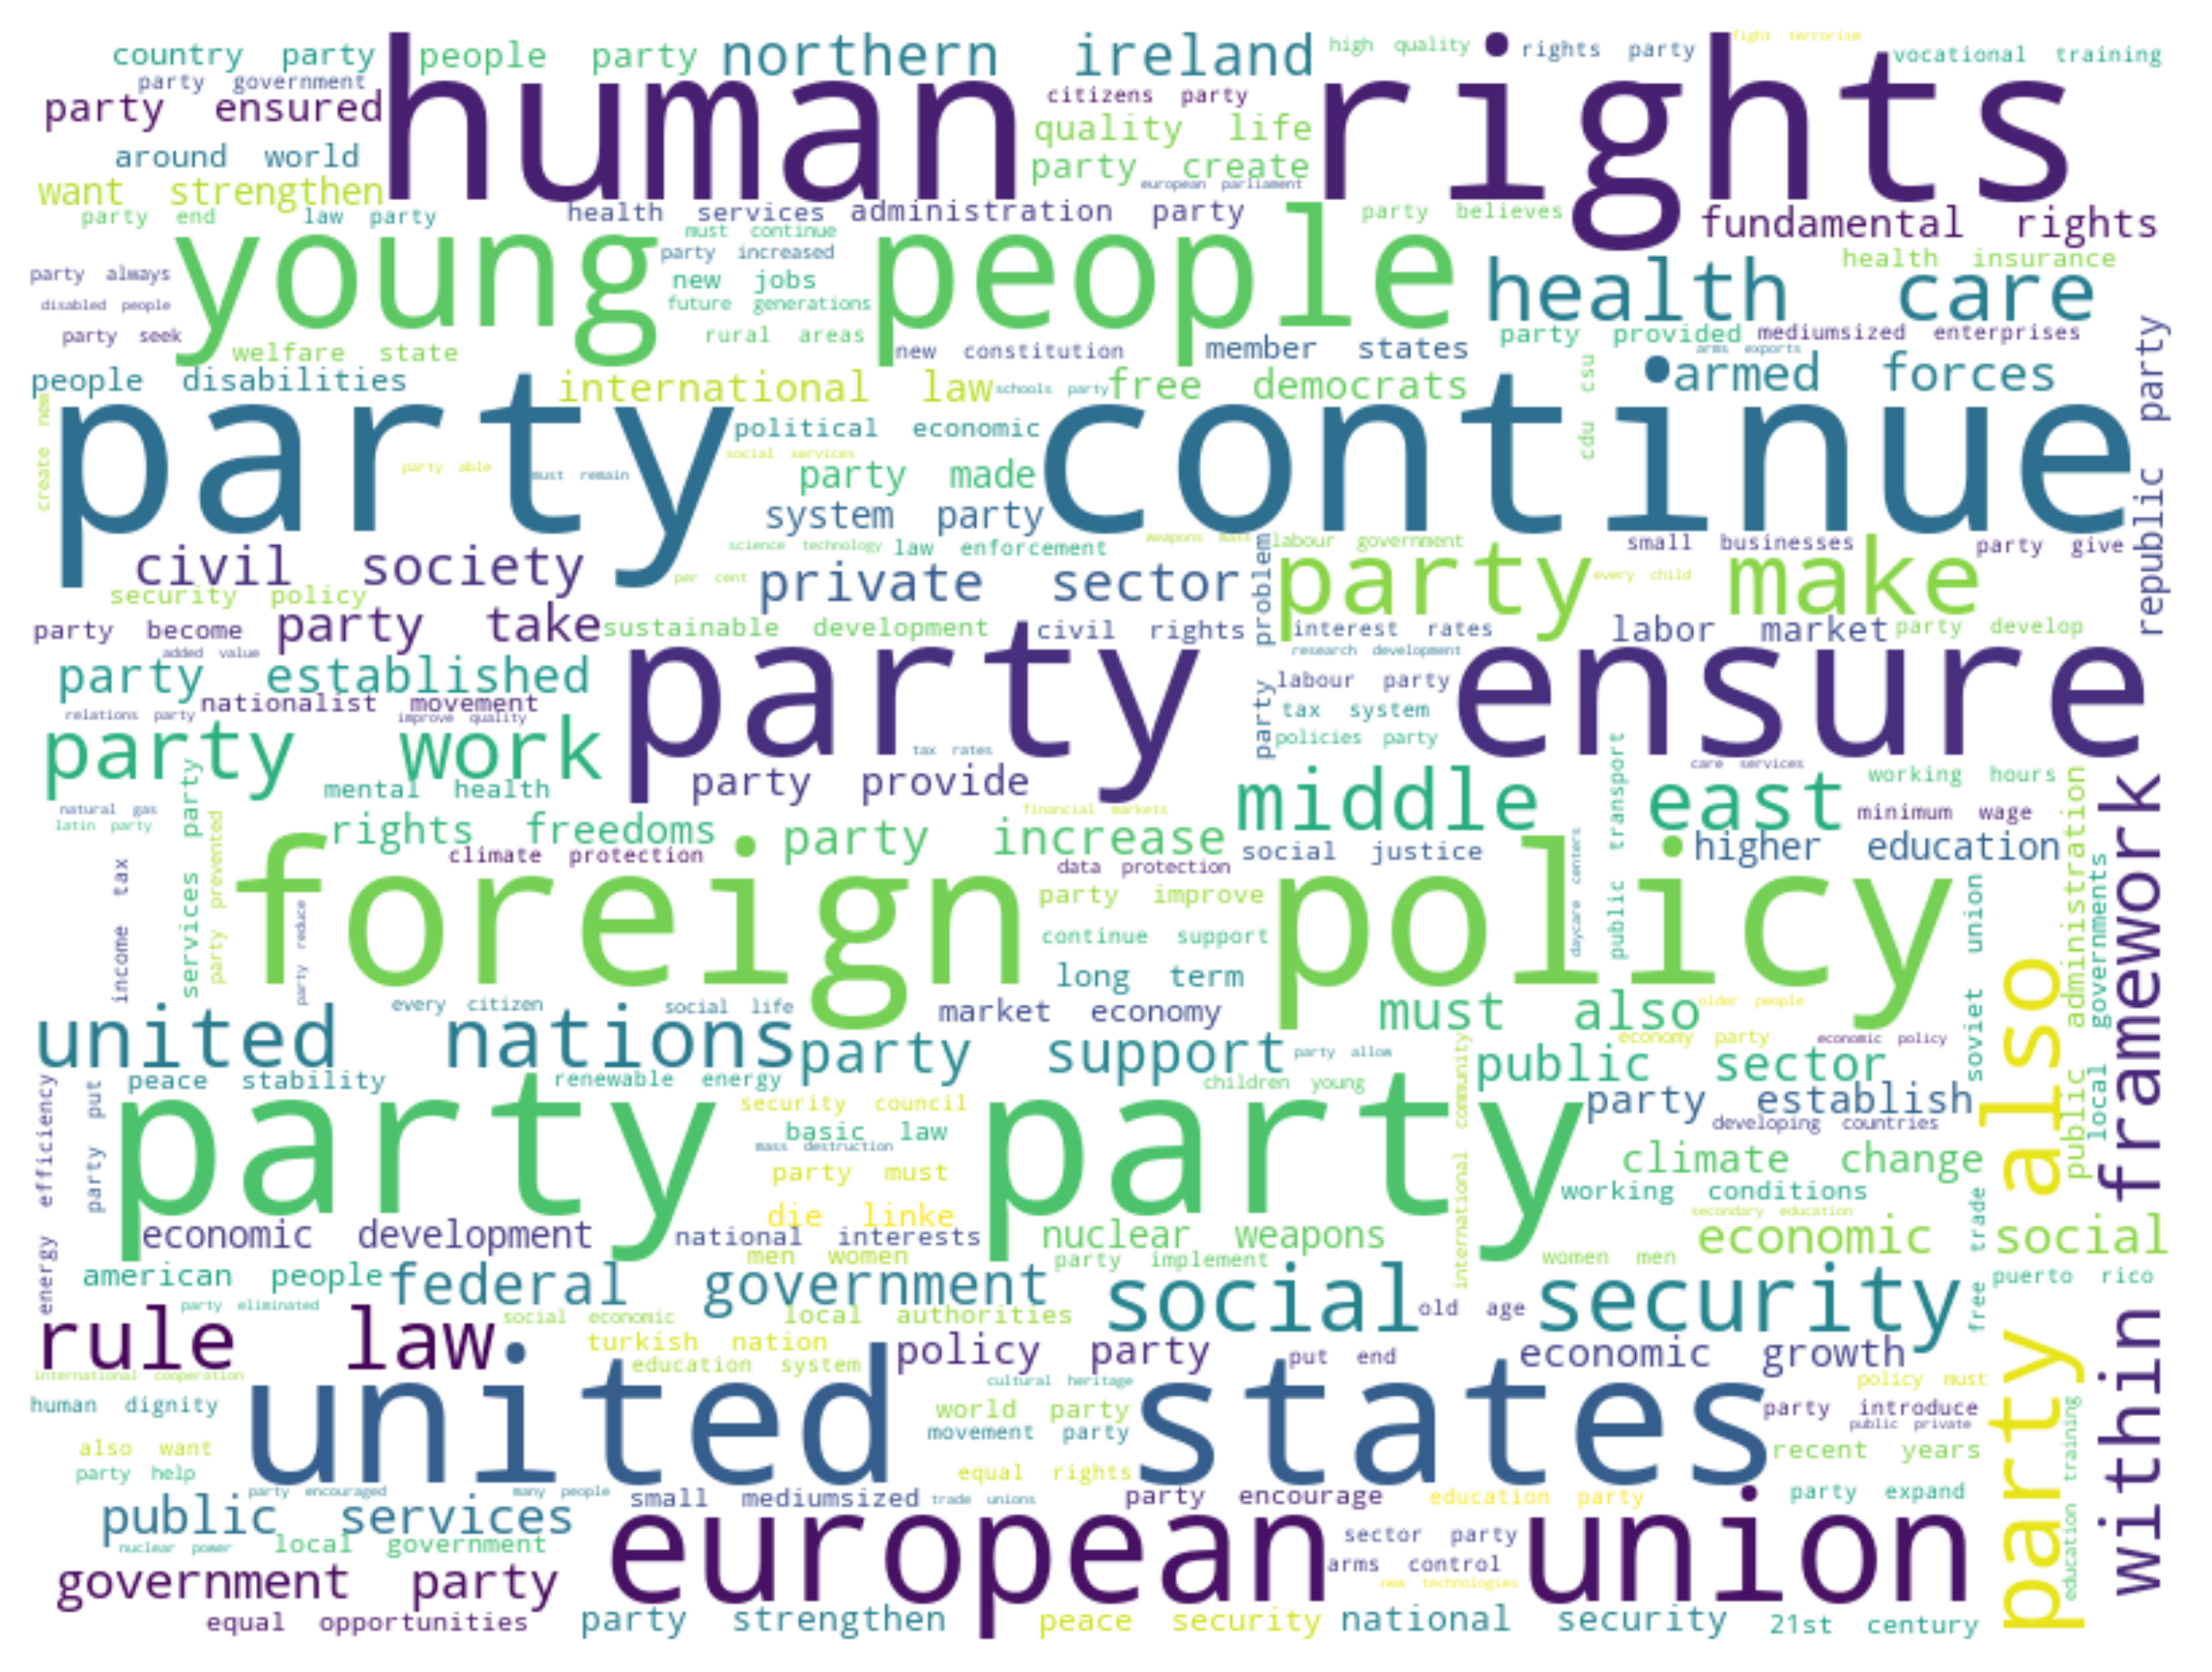 country party
people party
northern ireland
high quality
rights party
fight terrorism
vocational training
party government
human rights
party ensured
citizens party
quality life
around world
party create
want strengthen
european parliament
party end
law party
health services
administration party
party believes
fundamental rights
young people
must continue
party increased
party always
new jobs
health insurance
health care
disabled people
future generations
party seek
rural areas
welfare state
new constitution
member states
party provided
mediumsized enterprises
arms exports
people disabilities
international law
schools party
free democrats
cdu csu
armed forces
republic party
create new
party continue
political economic
social services
party able
must remain
party made
system party
civil society
science technology
law enforcement
weapons mass
labour government
small businesses
party give
per cent
private sector
party problem
party make
every child
security policy
party become
party take
sustainable development
civil rights
interest rates
labor market
party develop
added value
research development
party established
party ensure
labour party
nationalist movement
relations party
improve quality
tax system
party work
policies party
tax rates
care services
party provide
mental health
middle east
working hours
natural gas
latin party
financial markets
minimum wage
rights freedoms
party increase
social justice
public transport
higher education
climate protection
data protection
daycare centers
income tax
services party
party prevented
party reduce
foreign policy
party improve
continue support
long term
soviet union
public administration
local governments
within framework
every citizen
social life
market economy
must also
older people
united nations
party support
party allow
economy party
economic policy
public sector
peace stability
renewable energy
children young
international community
energy efficiency
party put
party party
security council
party establish
developing countries
basic law
mass destruction
climate change
party also
party must
working conditions
die linke
secondary education
economic development
national interests
nuclear weapons
economic social
men women
party implement
women men
free trade
american people
federal government
social security
puerto rico
party eliminated
social economic
local authorities
old age
rule law
turkish nation
policy party
put end
economic growth
education system
international cooperation
united states
cultural heritage
policy must
human dignity
world party
party introduce
public private
movement party
also want
recent years
party help
equal rights
education training
party encouraged
many people
small mediumsized
trade unions
party encourage
education party
party expand
public services
european union
sector party
nuclear power
local government
arms control
government party
new technologies
equal opportunities
party strengthen
peace security
national security
21st century